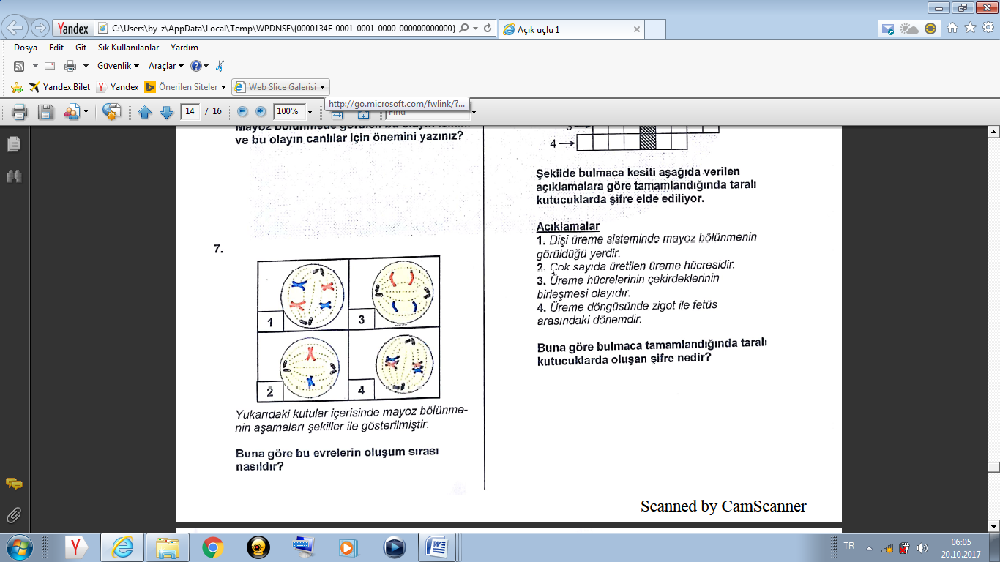 Yandex
C:\Users\by-z\AppData\Local\Temp\WPDNSE\{0000134E-0001-0001-0000-000000000000}
Açık uçlu 1
Dosya Edit Git Sık Kullanılanlar Yardım
Güvenlik Araçlar
Yandex.Bilet Yandex Önerilen Siteler Web Slice Galerisi
http://go.microsoft.com/fwlink/?...
14 / 16 100% Find
Mayoz bölünmede görülen bu olayın
ve bu olayın canlılar için önemini yazınız?
7.
1
3
2
4
Yukarıdaki kutular içerisinde mayoz bölünme-
nin aşamaları şekiller ile gösterilmiştir.
Buna göre bu evrelerin oluşum sırası
nasıldır?
3
4
Şekilde bulmaca kesiti aşağıda verilen
açıklamalara göre tamamlandığında taralı
kutucuklarda şifre elde ediliyor.
Açıklamalar
1. Dişi üreme sisteminde mayoz bölünmenin
görüldüğü yerdir.
2. Çok sayıda üretilen üreme hücresidir.
3. Üreme hücrelerinin çekirdeklerinin
birleşmesi olayıdır.
4. Üreme döngüsünde zigot ile fetüs
arasındaki dönemdir.
Buna göre bulmaca tamamlandığında taralı
kutucuklarda oluşan şifre nedir?
Scanned by CamScanner
TR
06:05
20.10.2017